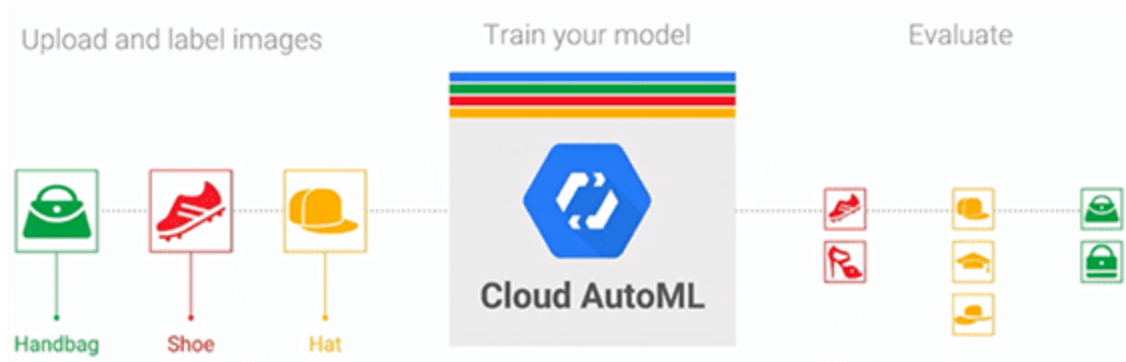 Upload and label images
Train your model
Evaluate
Cloud AutoML
Handbag
Shoe
Hat